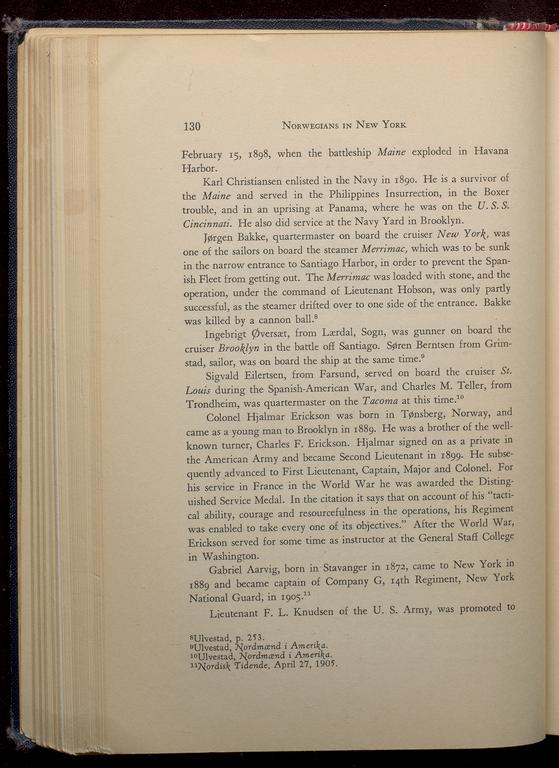 130 NORWEGIANS IN NEW YORK
February 15, 1898, when the battleship Maine exploded in Havana
Harbor.
Karl Christiansen enlisted in the Navy in 1890. He is a survivor of
the Maine and served in the Philippines Insurrection, in the Boxer
trouble, and in an uprising at Panama, where he was on the U. S. S.
Cincinnati. He also did service at the Navy Yard in Brooklyn.
Jørgen Bakke, quartermaster on board the cruiser New York, was
one of the sailors on board the steamer Merrimac, which was to be sunk
in the narrow entrance to Santiago Harbor, in order to prevent the Span-
ish Fleet from getting out. The Merrimac was loaded with stone, and the
operation, under the command of Lieutenant Hobson, was only partly
successful, as the steamer drifted over to one side of the entrance. Bakke
was killed by a cannon ball.⁸
Ingebrigt Øversæt, from Lærdal, Sogn, was gunner on board the
cruiser Brooklyn in the battle off Santiago. Søren Berntsen from Grim-
stad, sailor, was on board the ship at the same time.⁹
Sigvald Eilertsen, from Farsund, served on board the cruiser St.
Louis during the Spanish-American War, and Charles M. Teller, from
Trondheim, was quartermaster on the Tacoma at this time.¹⁰
Colonel Hjalmar Erickson was born in Tønsberg, Norway, and
came as a young man to Brooklyn in 1889. He was a brother of the well-
known turner, Charles F. Erickson. Hjalmar signed on as a private in
the American Army and became Second Lieutenant in 1899. He subse-
quently advanced to First Lieutenant, Captain, Major and Colonel. For
his service in France in the World War he was awarded the Disting-
uished Service Medal. In the citation it says that on account of his "tacti-
cal ability, courage and resourcefulness in the operations, his Regiment
was enabled to take every one of its objectives." After the World War,
Erickson served for some time as instructor at the General Staff College
in Washington.
Gabriel Aarvig, born in Stavanger in 1872, came to New York in
1889 and became captain of Company G, 14th Regiment, New York
National Guard, in 1905.¹¹
Lieutenant F. L. Knudsen of the U. S. Army, was promoted to
⁸Ulvestad, p. 253.
⁹Ulvestad, Nordmænd i Amerika.
¹⁰Ulvestad, Nordmænd i Amerika.
¹¹Nordisk Tidende, April 27, 1905.